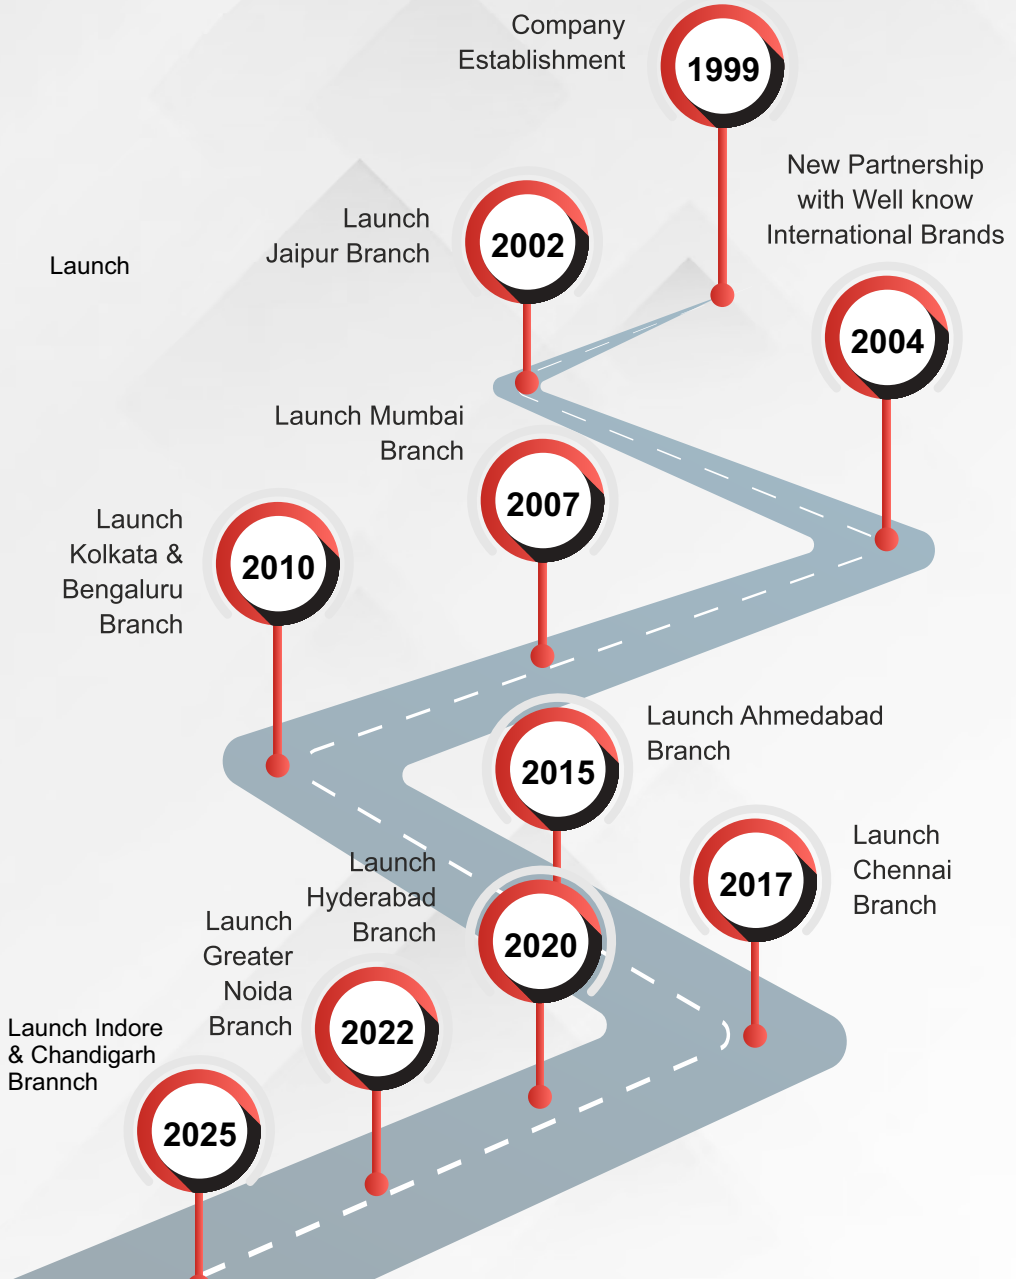 Company
Establishment
1999
New Partnership
with Well know
International Brands
Launch
Jaipur Branch
2002
Launch
2004
Launch Mumbai
Branch
2007
Launch
Kolkata &
Bengaluru
Branch
2010
Launch Ahmedabad
Branch
2015
Launch
Chennai
Branch
2017
Launch
Hyderabad
Branch
2020
Launch
Greater
Noida
Branch
2022
Launch Indore
& Chandigarh
Brannch
2025